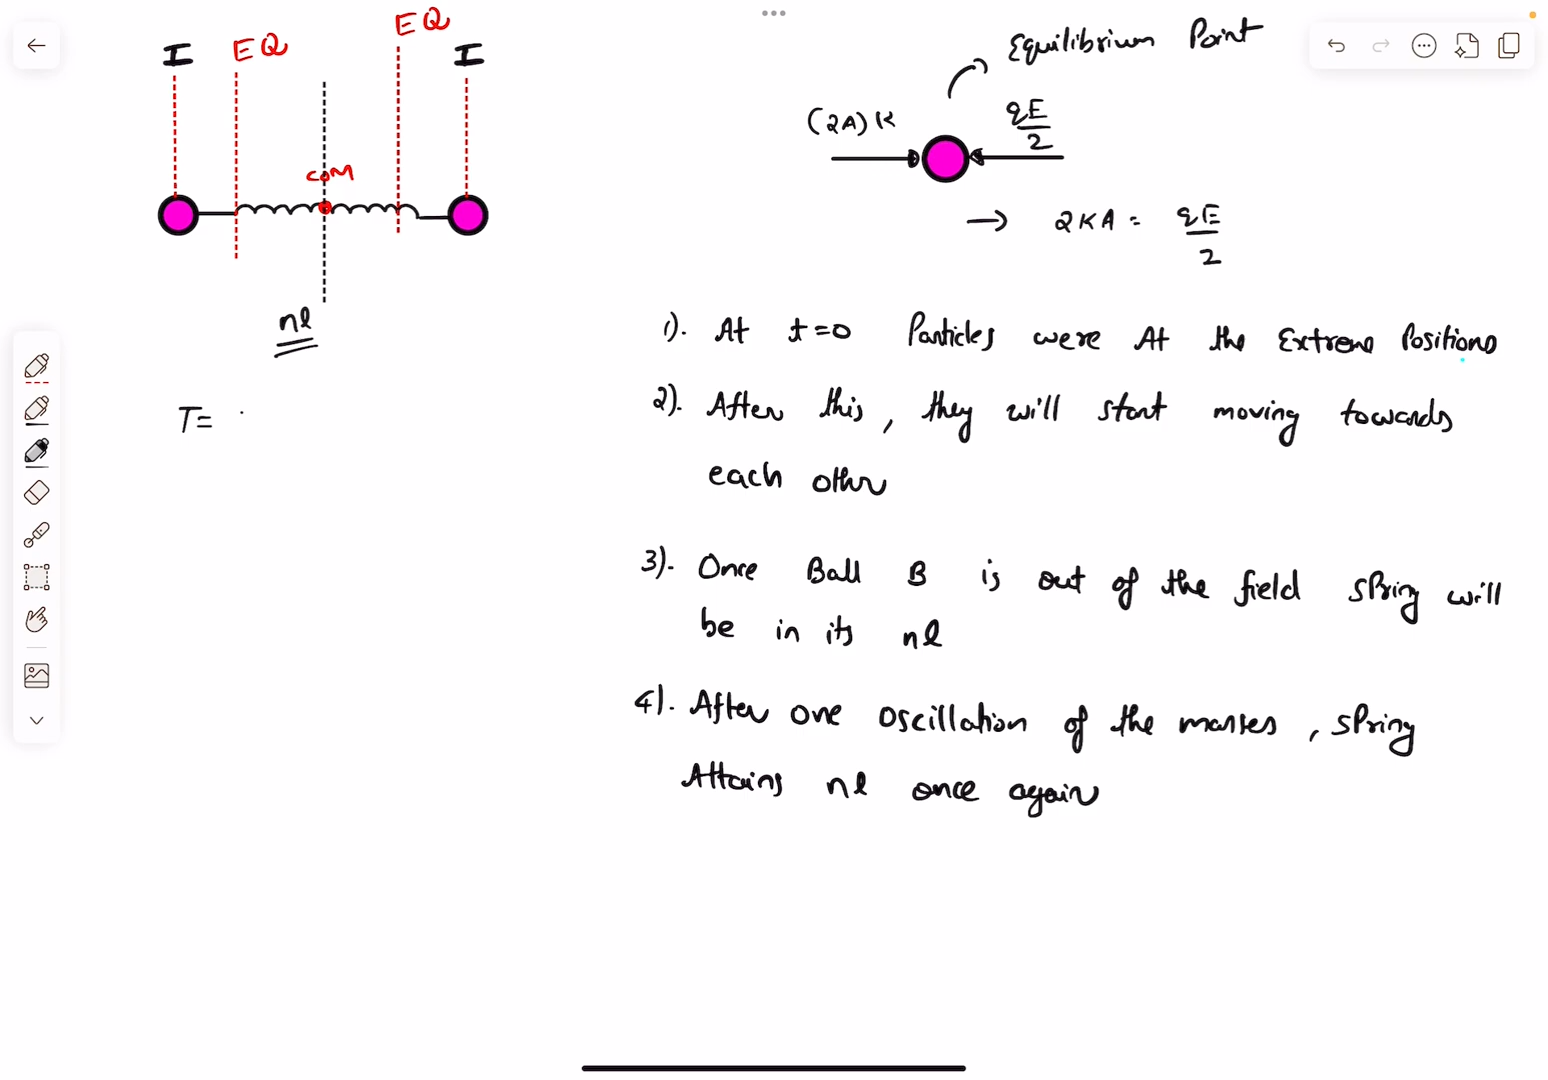 I EQ EQ I
COM
nl
T=
Equilibrium Point
(2A) K
qE
2
→ 2KA = qE
2
1). At t=0 Particles were At the Extreme Positions
2). After this, they will start moving towards
each other
3). Once Ball B is out of the field spring will
be in its nl
4). After one oscillation of the masses, spring
Attains nl once again